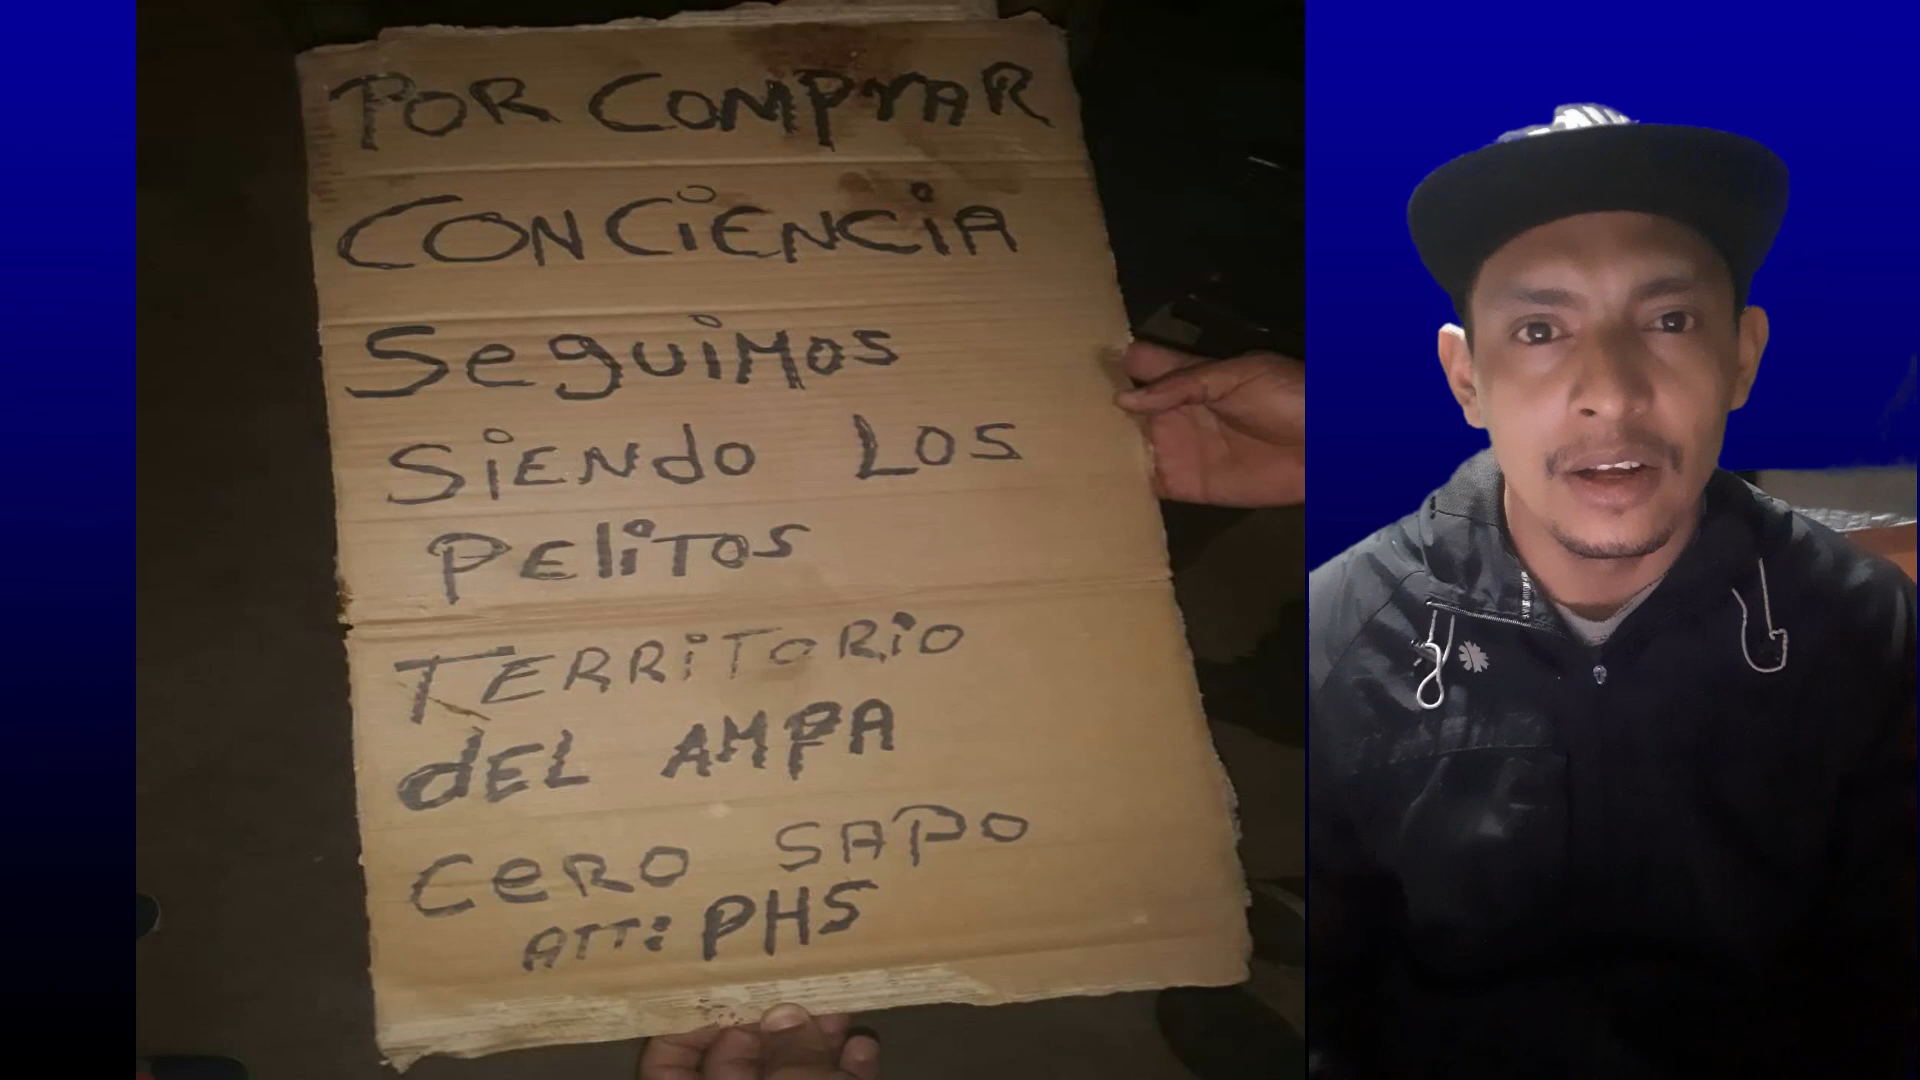 POR COMPRAR
CONCiENCiA
SeguiMOS
SiENdO LOS
PEliTOS
TERRiTORiO
dEL AMPA
CERO SAPO
ATT: PHS